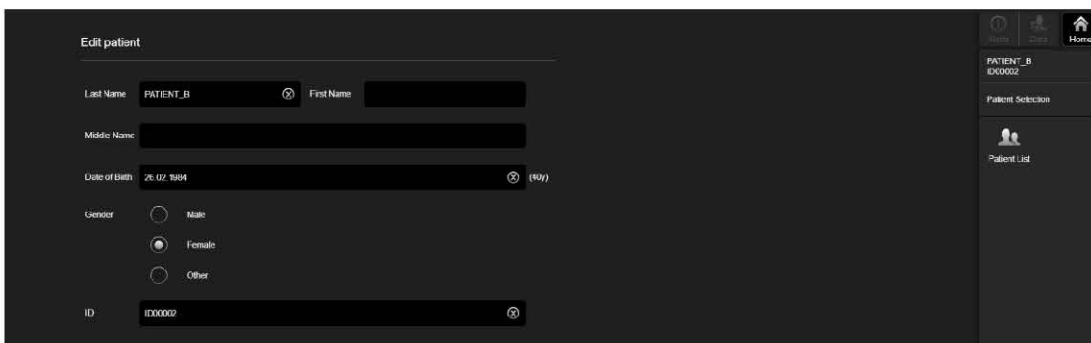 Edit patient
Last Name PATIENT_B First Name
Middle Name
Date of Birth 26.02.1984 (40y)
Gender Male
Female
Other
ID ID00002
Home
PATIENT_B
ID00002
Patient Selection
Patient List